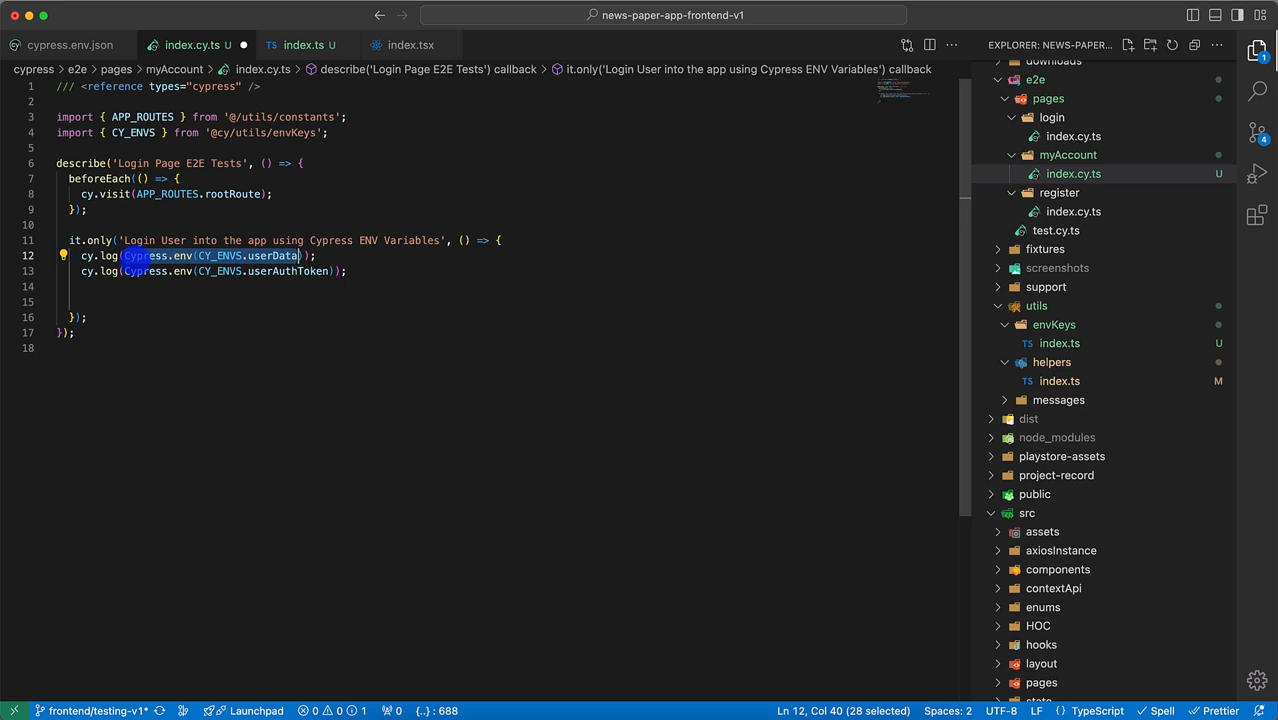 news-paper-app-frontend-v1
cypress.env.json
index.cy.ts U
TS index.ts U
index.tsx
EXPLORER: NEWS-PAPER...
cypress > e2e > pages > myAccount > index.cy.ts > describe('Login Page E2E Tests') callback > it.only('Login User into the app using Cypress ENV Variables') callback
1 /// <reference types="cypress" />
2
3 import { APP_ROUTES } from '@/utils/constants';
4 import { CY_ENVS } from '@cy/utils/envKeys';
5
6 describe('Login Page E2E Tests', () => {
7 beforeEach(() => {
8 cy.visit(APP_ROUTES.rootRoute);
9 });
10
11 it.only('Login User into the app using Cypress ENV Variables', () => {
12 cy.log(Cypress.env(CY_ENVS.userData));
13 cy.log(Cypress.env(CY_ENVS.userAuthToken));
14
15
16 });
17 });
18
downloads
e2e
pages
login
index.cy.ts
myAccount
index.cy.ts U
register
index.cy.ts
test.cy.ts
fixtures
screenshots
support
utils
envKeys
TS index.ts U
helpers
TS index.ts M
messages
dist
node_modules
playstore-assets
project-record
public
src
assets
axiosInstance
components
contextApi
enums
HOC
hooks
layout
pages
1
4
frontend/testing-v1*
Launchpad
0 0 1
0
{..} : 688
Ln 12, Col 40 (28 selected)
Spaces: 2
UTF-8
LF
{ } TypeScript
Spell
Prettier